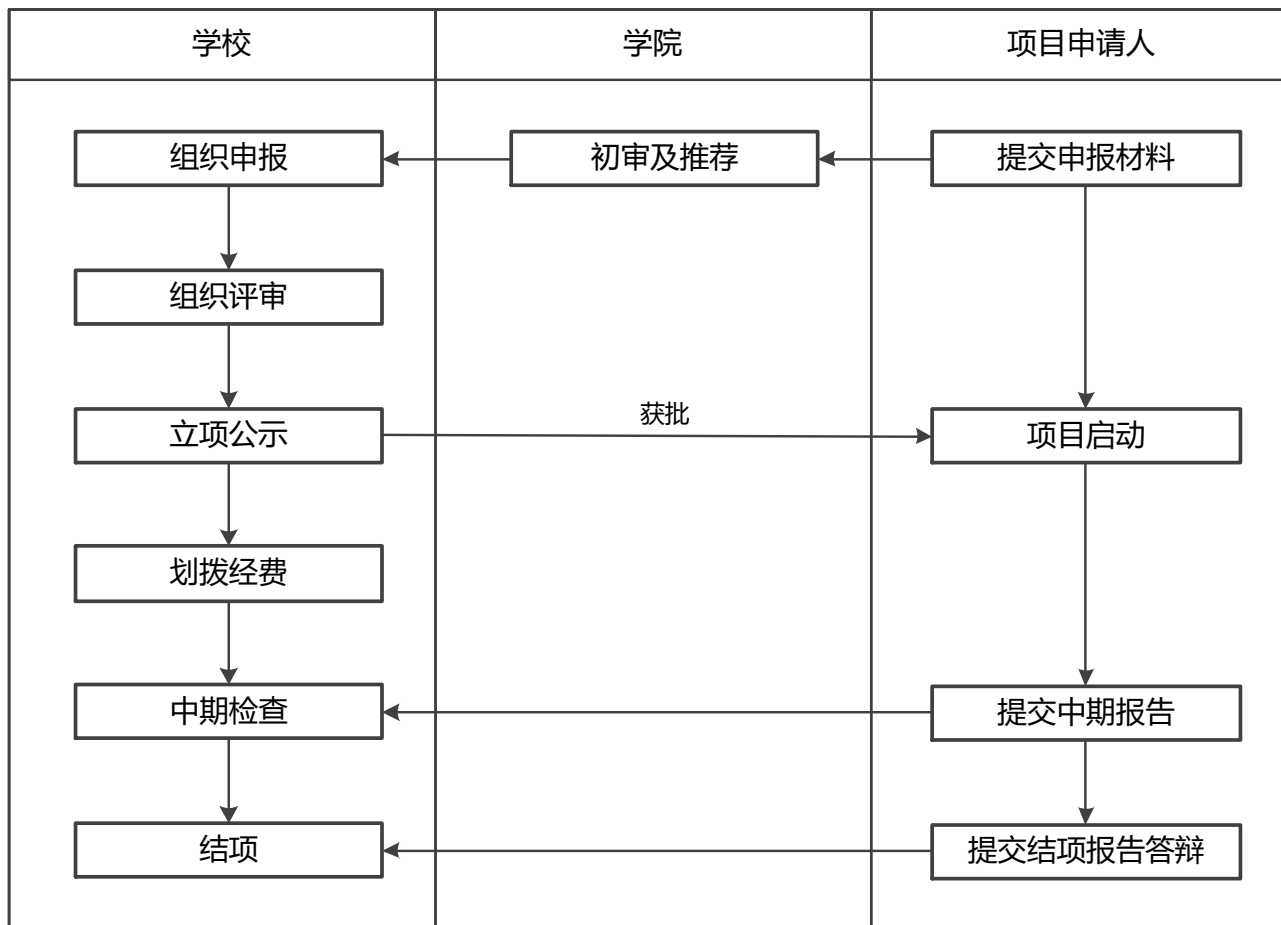 学校
学院
项目申请人
组织申报
初审及推荐
提交申报材料
组织评审
立项公示
获批
项目启动
划拨经费
中期检查
提交中期报告
结项
提交结项报告答辩